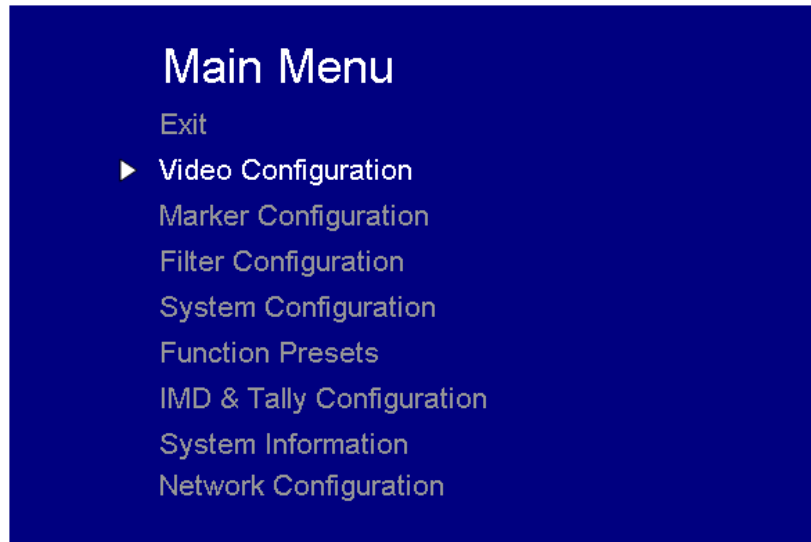 Main Menu
Exit
Video Configuration
Marker Configuration
Filter Configuration
System Configuration
Function Presets
IMD & Tally Configuration
System Information
Network Configuration